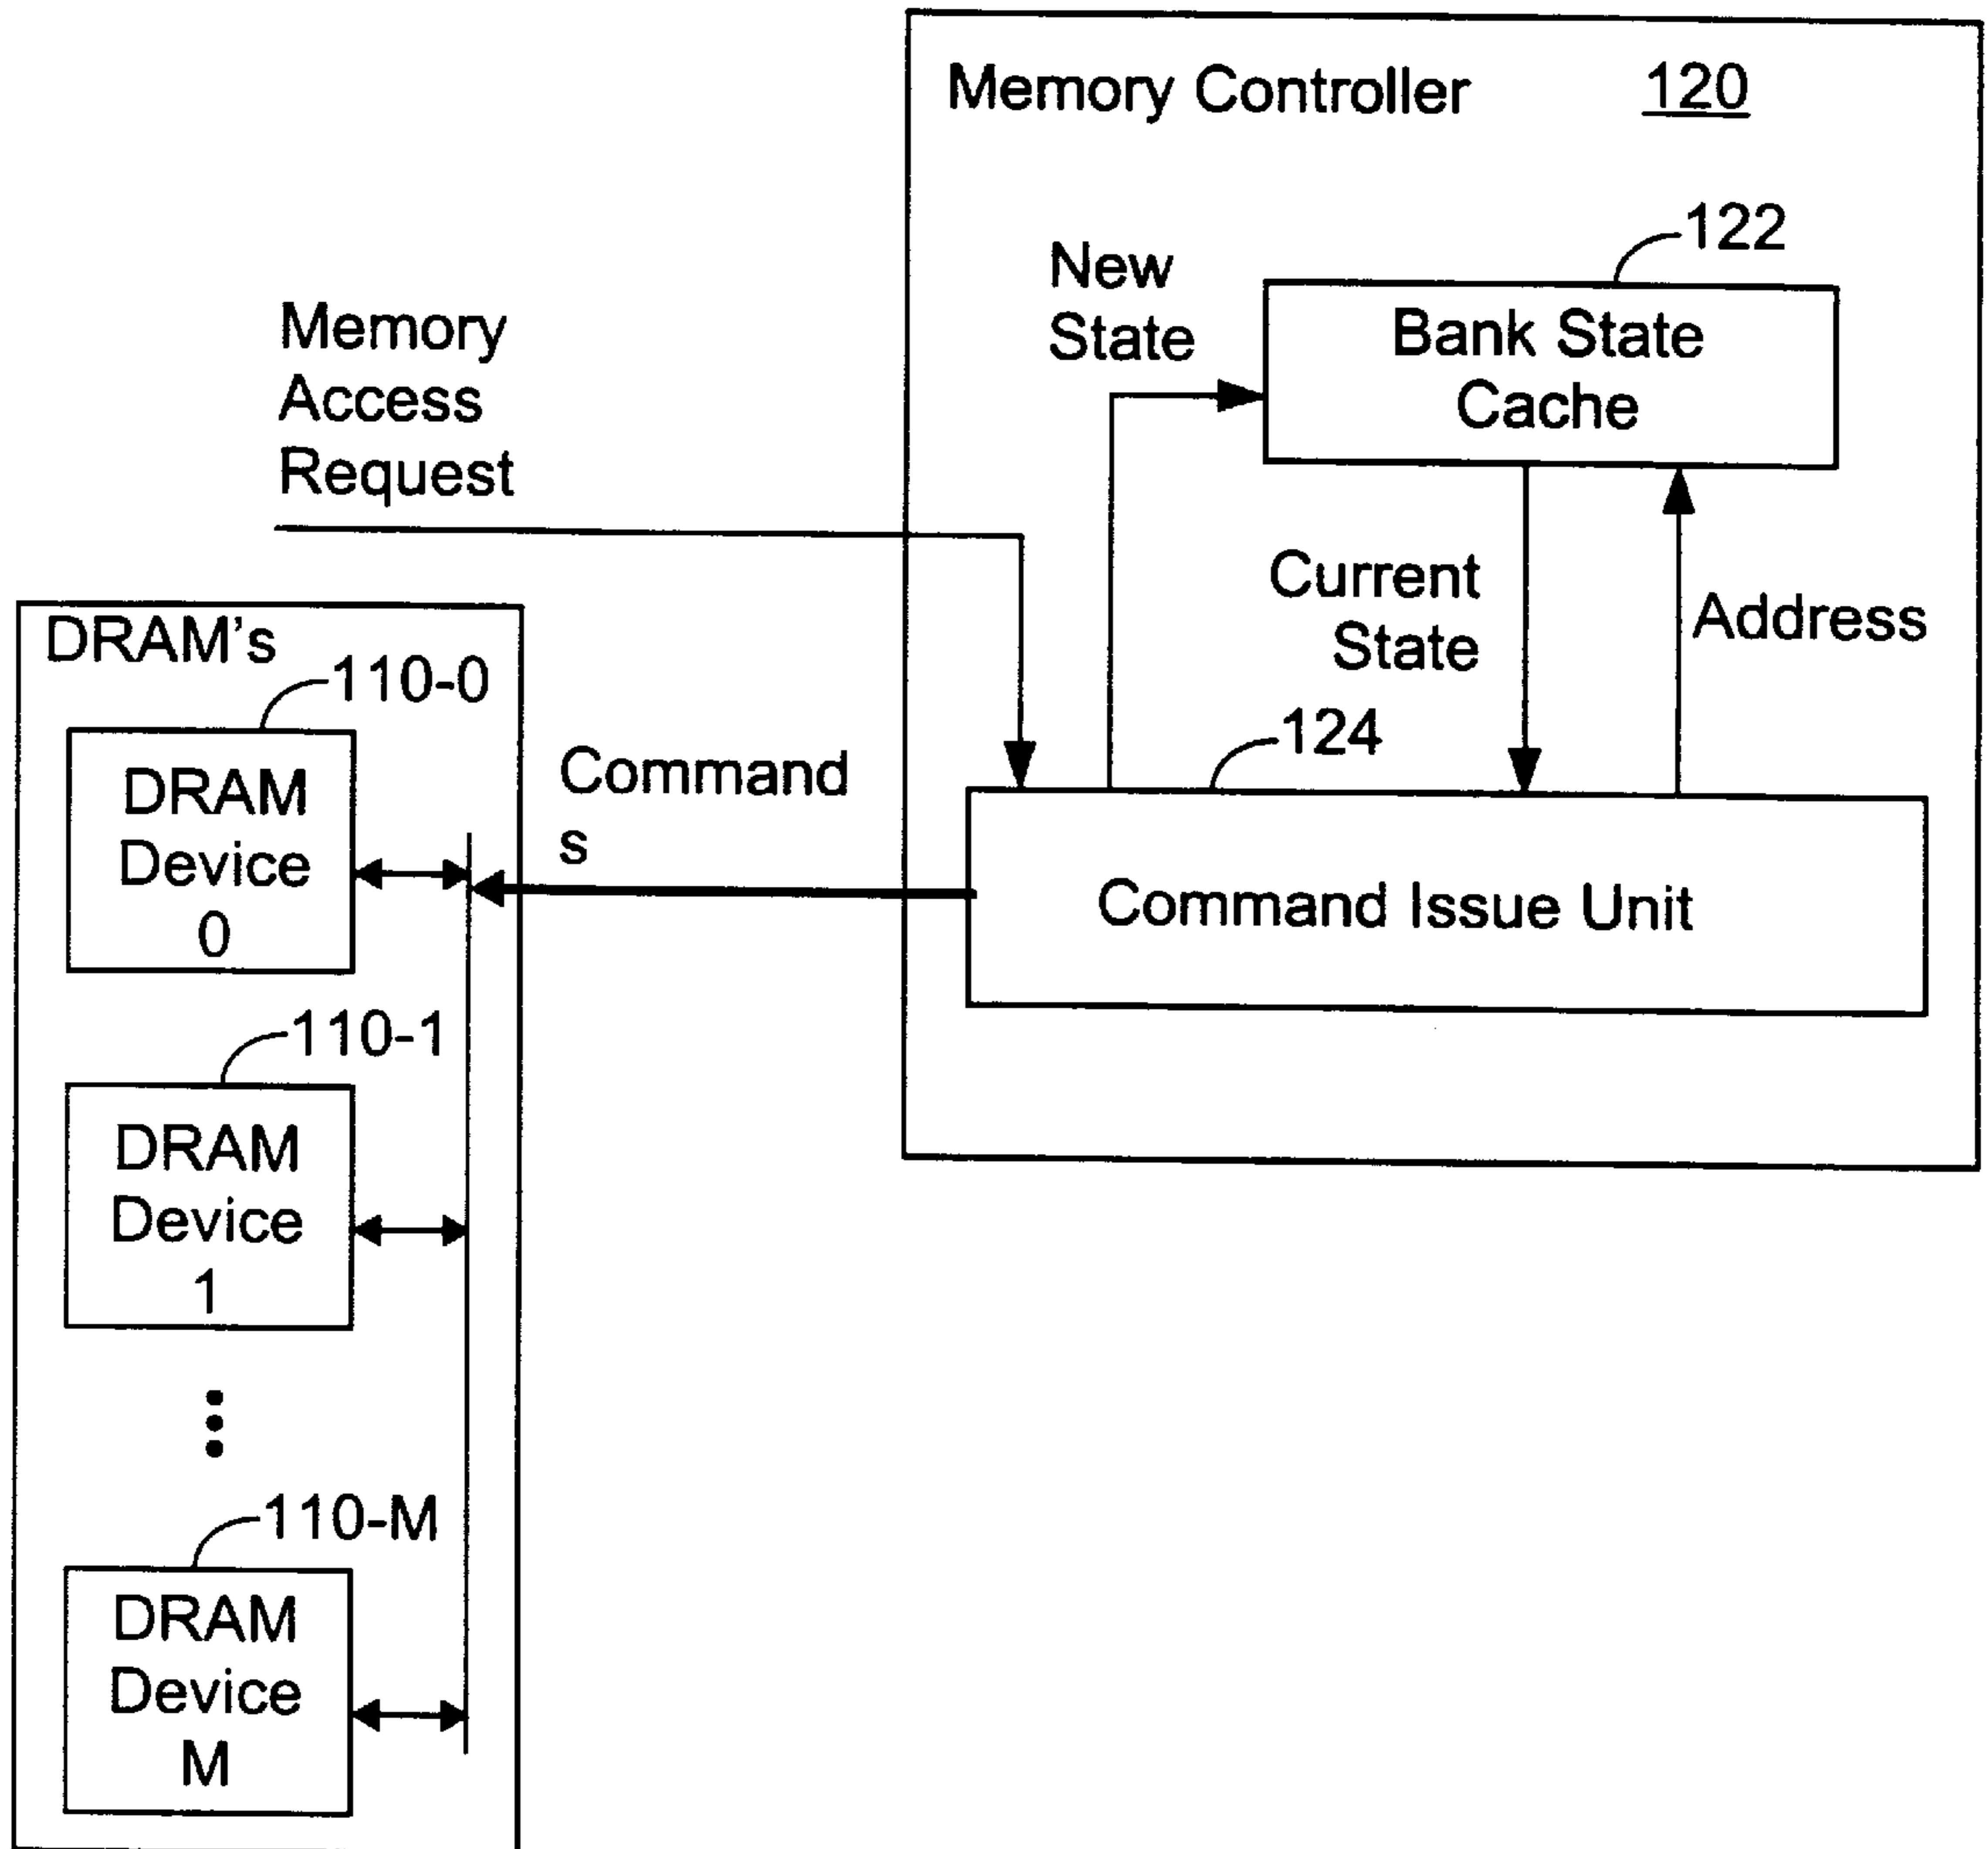 Memory Controller 120
122
New
State
Bank State
Cache
Memory
Access
Request
Current
State
Address
DRAM's
110-0
124
DRAM
Device
0
Command
s
Command Issue Unit
110-1
DRAM
Device
1
110-M
DRAM
Device
M